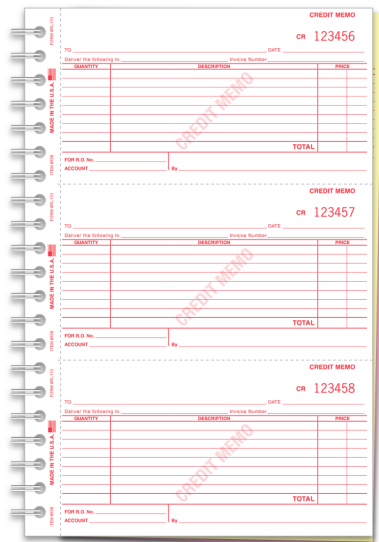 CREDIT MEMO
CR 123456
TO DATE
Deliver the following to Invoice Number
QUANTITY DESCRIPTION PRICE
CREDIT MEMO
TOTAL
FOR R.O. No.
ACCOUNT By
MADE IN THE U.S.A.
CREDIT MEMO
CR 123457
TO DATE
Deliver the following to Invoice Number
QUANTITY DESCRIPTION PRICE
CREDIT MEMO
TOTAL
FOR R.O. No.
ACCOUNT By
MADE IN THE U.S.A.
CREDIT MEMO
CR 123458
TO DATE
Deliver the following to Invoice Number
QUANTITY DESCRIPTION PRICE
CREDIT MEMO
TOTAL
FOR R.O. No.
ACCOUNT By
MADE IN THE U.S.A.